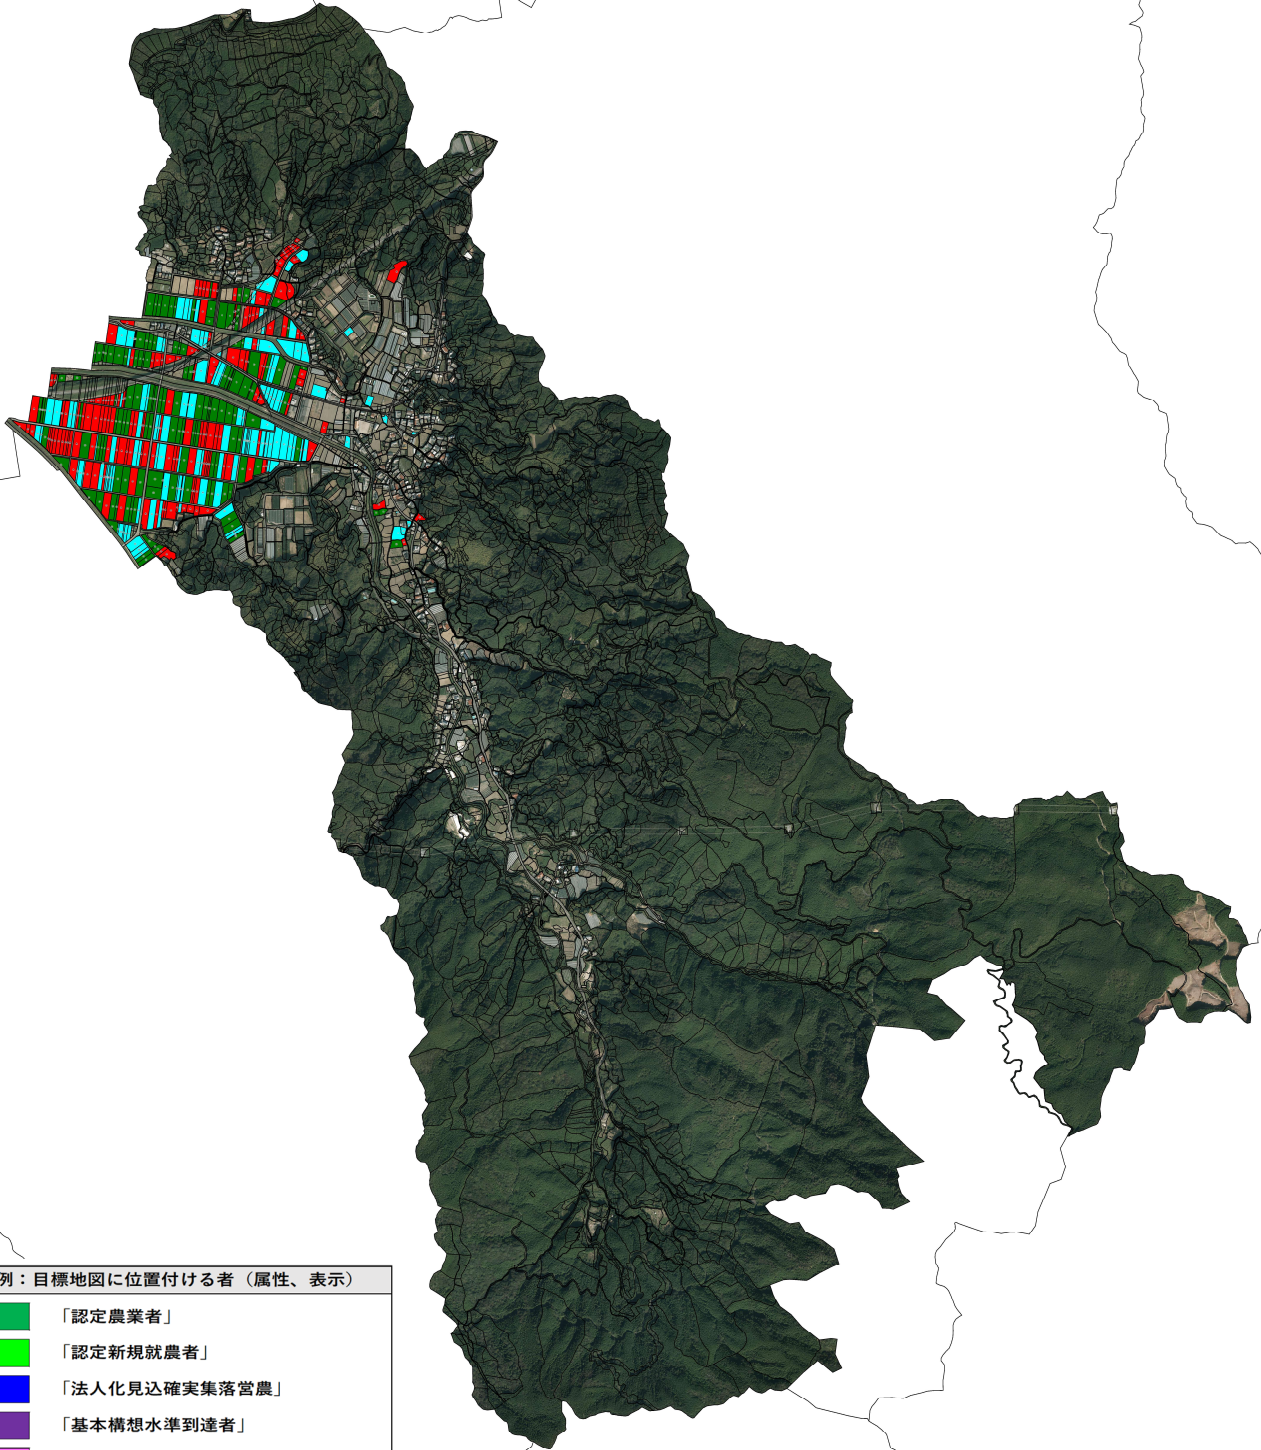 例：目標地図に位置付ける者（属性、表示）
「認定農業者」
「認定新規就農者」
「法人化見込確実集落営農」
「基本構想水準到達者」